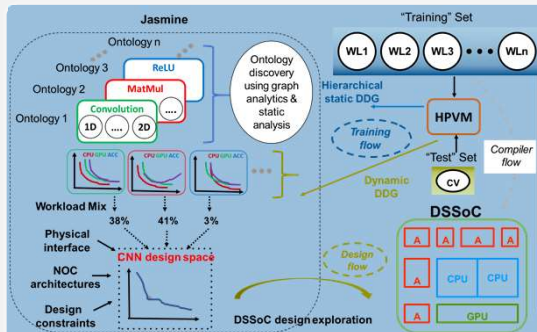 Jasmine
"Training" Set
Ontology n
WL1 WL2 WL3 WLn
Ontology 3
ReLU
Ontology 2
MatMul
....
Ontology 1
Convolution
1D .... 2D
Ontology
discovery
using graph
analytics &
static
analysis
Hierarchical
static DDG
HPVM
Training
flow
Compiler
flow
"Test" Set
CV
Dynamic
DDG
CPU GPU ACC
CPU GPU ACC
CPU GPU ACC
Workload Mix
38% 41% 3%
DSSoC
A A A A
A CPU CPU
A GPU
Physical
interface
CNN design space
NOC
architectures
Design
constraints
Design
flow
DSSoC design exploration